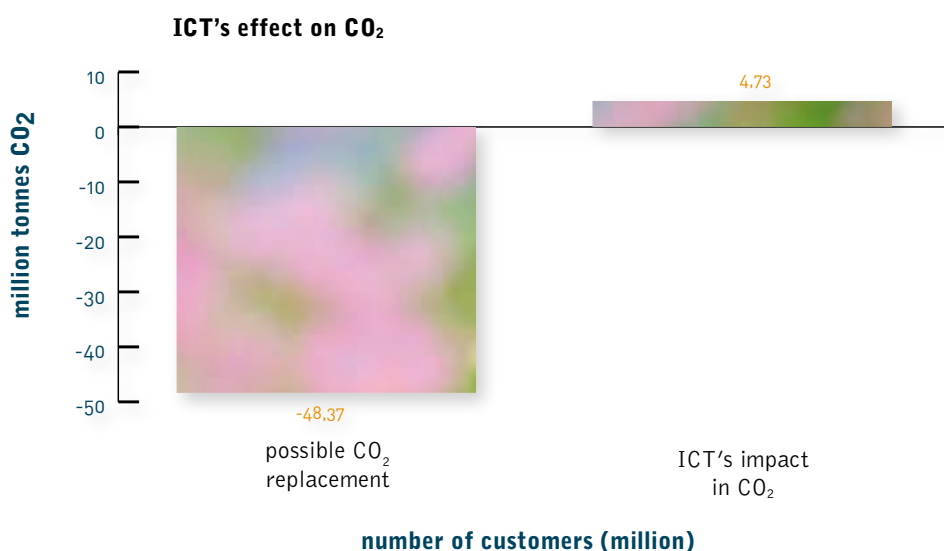 ICT's effect on CO₂
million tonnes CO2
10
0
-10
-20
-30
-40
-50
4,73
-48,37
possible CO₂
replacement
ICT's impact
in CO₂
number of customers (million)